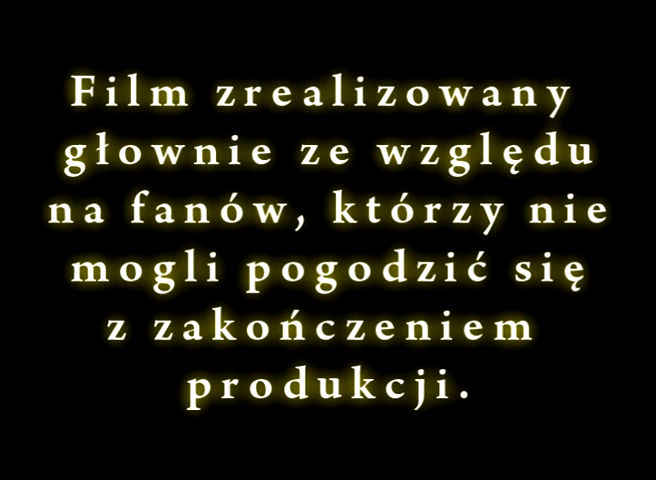 Film zrealizowany
głownie ze względu
na fanów, którzy nie
mogli pogodzić się
z zakończeniem
produkcji.